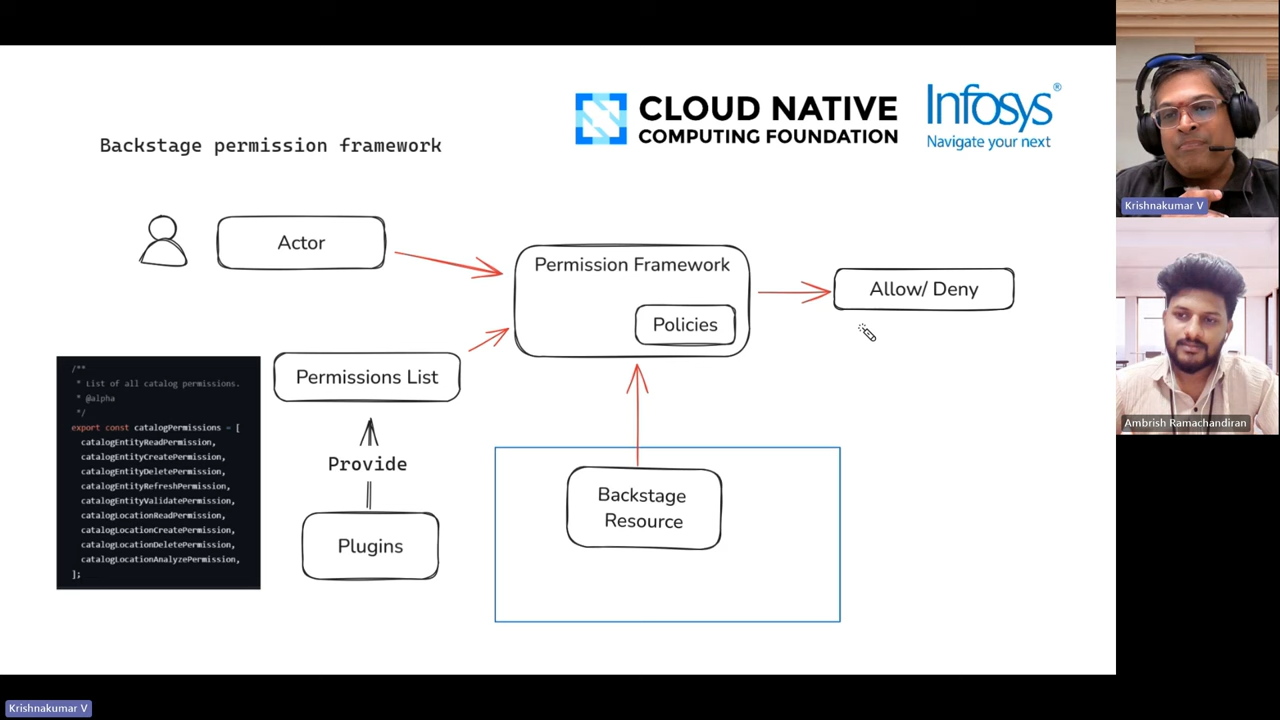 CLOUD NATIVE
COMPUTING FOUNDATION
Infosys®
Navigate your next
Backstage permission framework
Actor
Permission Framework
Policies
Allow/ Deny
Permissions List
Provide
Plugins
Backstage
Resource
/**
* List of all catalog permissions.
* @alpha
*/
export const catalogPermissions = [
catalogEntityReadPermission,
catalogEntityCreatePermission,
catalogEntityDeletePermission,
catalogEntityRefreshPermission,
catalogEntityValidatePermission,
catalogLocationReadPermission,
catalogLocationCreatePermission,
catalogLocationDeletePermission,
catalogLocationAnalyzePermission,
];
Krishnakumar V
Ambrish Ramachandiran
Krishnakumar V